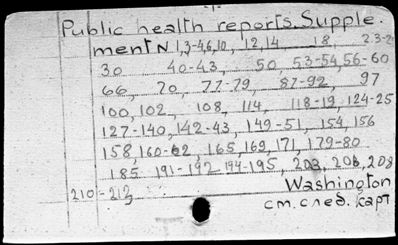 Public health reports. Supple-
ment N 1,3-4,6,10, 12,14 18, 23-2
30 40-43, 50, 53-54,56-60
66, 70, 77-79, 87-92, 97
100,102, 108, 114, 118-19,124-25
127-140,142-43, 149-51, 154,156
158,160-62, 165,169,171,179-80
185 191-192 194-195, 203, 206,208
210-213 Washington
см. след. карт